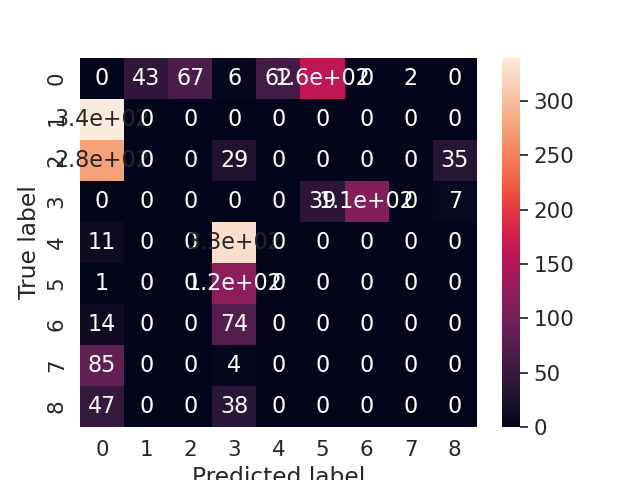 0 0 43 67 6 62 1.6e+02 0 2 0
1 3.4e+02 0 0 0 0 0 0 0 0
2 2.8e+02 0 0 29 0 0 0 0 35
3 0 0 0 0 0 39 1.1e+02 0 7
4 11 0 0 3.3e+02 0 0 0 0 0
5 1 0 0 1.2e+02 0 0 0 0 0
6 14 0 0 74 0 0 0 0 0
7 85 0 0 4 0 0 0 0 0
8 47 0 0 38 0 0 0 0 0
0 1 2 3 4 5 6 7 8
Predicted label
True label
300
250
200
150
100
50
0